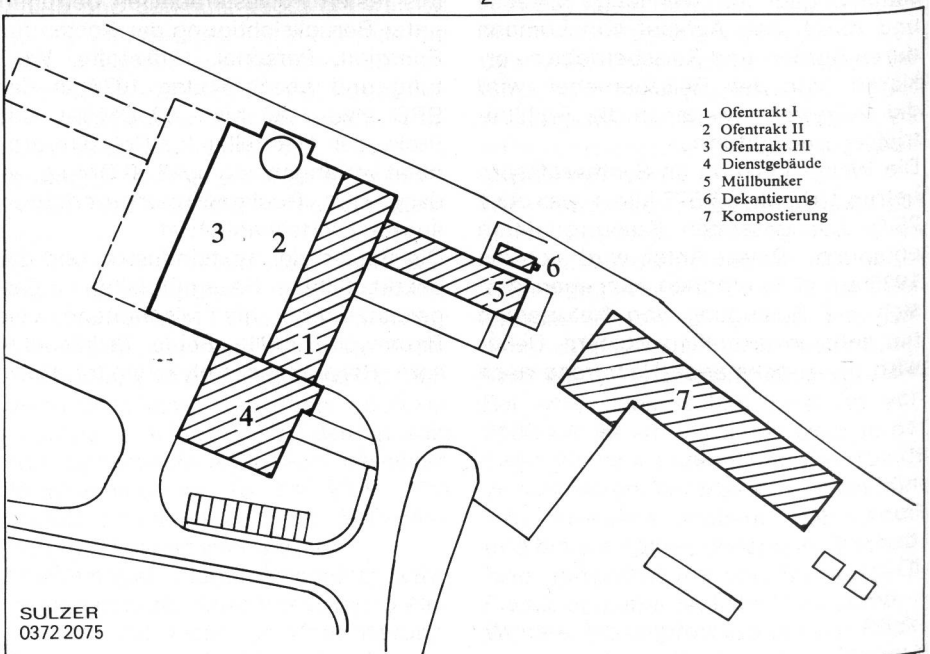 2
1 Ofentrakt I
2 Ofentrakt II
3 Ofentrakt III
4 Dienstgebäude
5 Müllbunker
6 Dekantierung
7 Kompostierung
3 2
6
5
1
7
4
SULZER
0372 2075